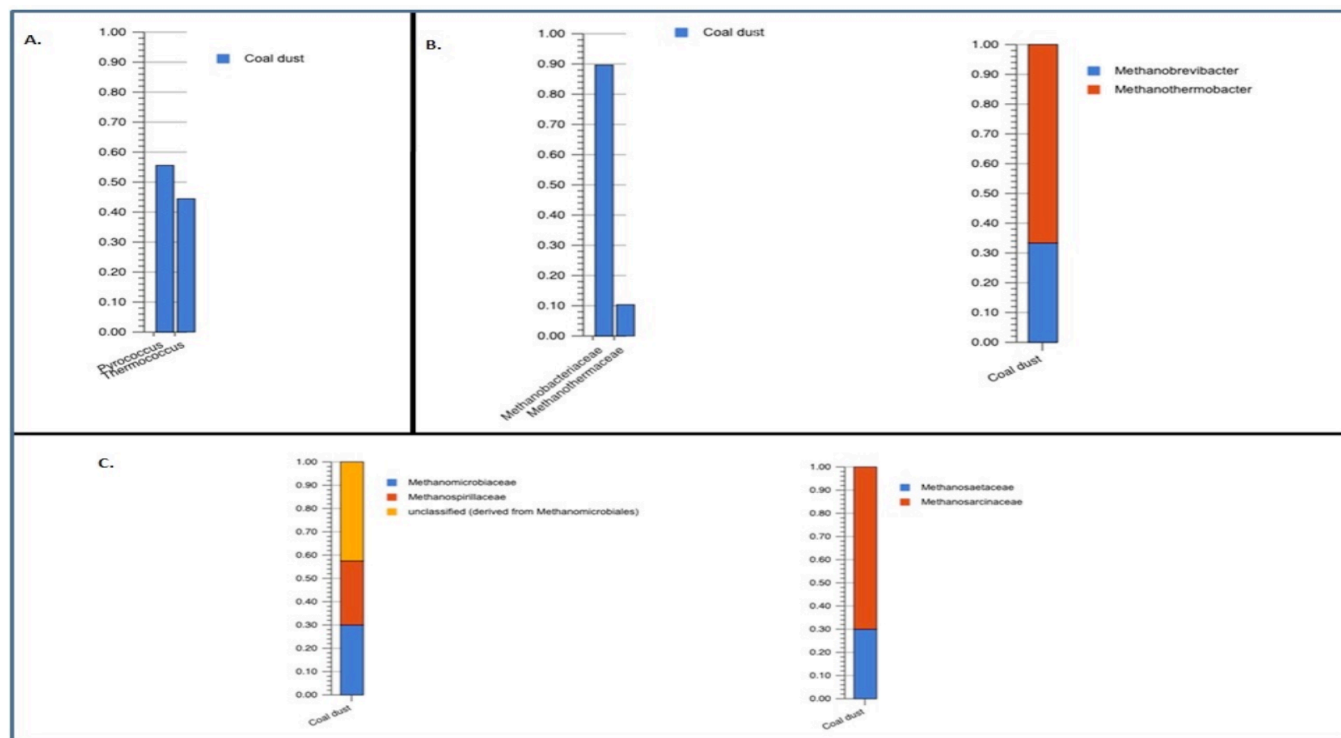 A.
1.00
0.90
0.80
0.70
0.60
0.50
0.40
0.30
0.20
0.10
0.00
Coal dust
Pyrococcus
Thermococcus
B.
1.00
0.90
0.80
0.70
0.60
0.50
0.40
0.30
0.20
0.10
0.00
Coal dust
Methanobacteriaceae
Methanothermaceae
1.00
0.90
0.80
0.70
0.60
0.50
0.40
0.30
0.20
0.10
0.00
Methanobrevibacter
Methanothermobacter
Coal dust
C.
1.00
0.90
0.80
0.70
0.60
0.50
0.40
0.30
0.20
0.10
0.00
Methanomicrobiaceae
Methanospirillaceae
unclassified (derived from Methanomicrobiales)
Coal dust
1.00
0.90
0.80
0.70
0.60
0.50
0.40
0.30
0.20
0.10
0.00
Methanosaetaceae
Methanosarcinaceae
Coal dust